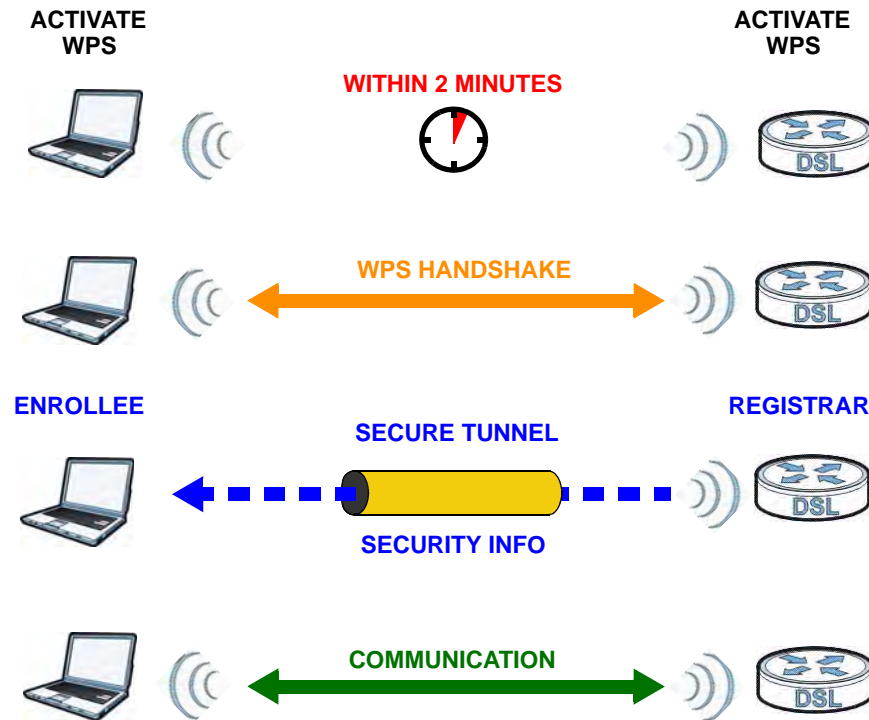 ACTIVATE
WPS
ACTIVATE
WPS
WITHIN 2 MINUTES
DSL
WPS HANDSHAKE
DSL
ENROLLEE
REGISTRAR
SECURE TUNNEL
DSL
SECURITY INFO
COMMUNICATION
DSL